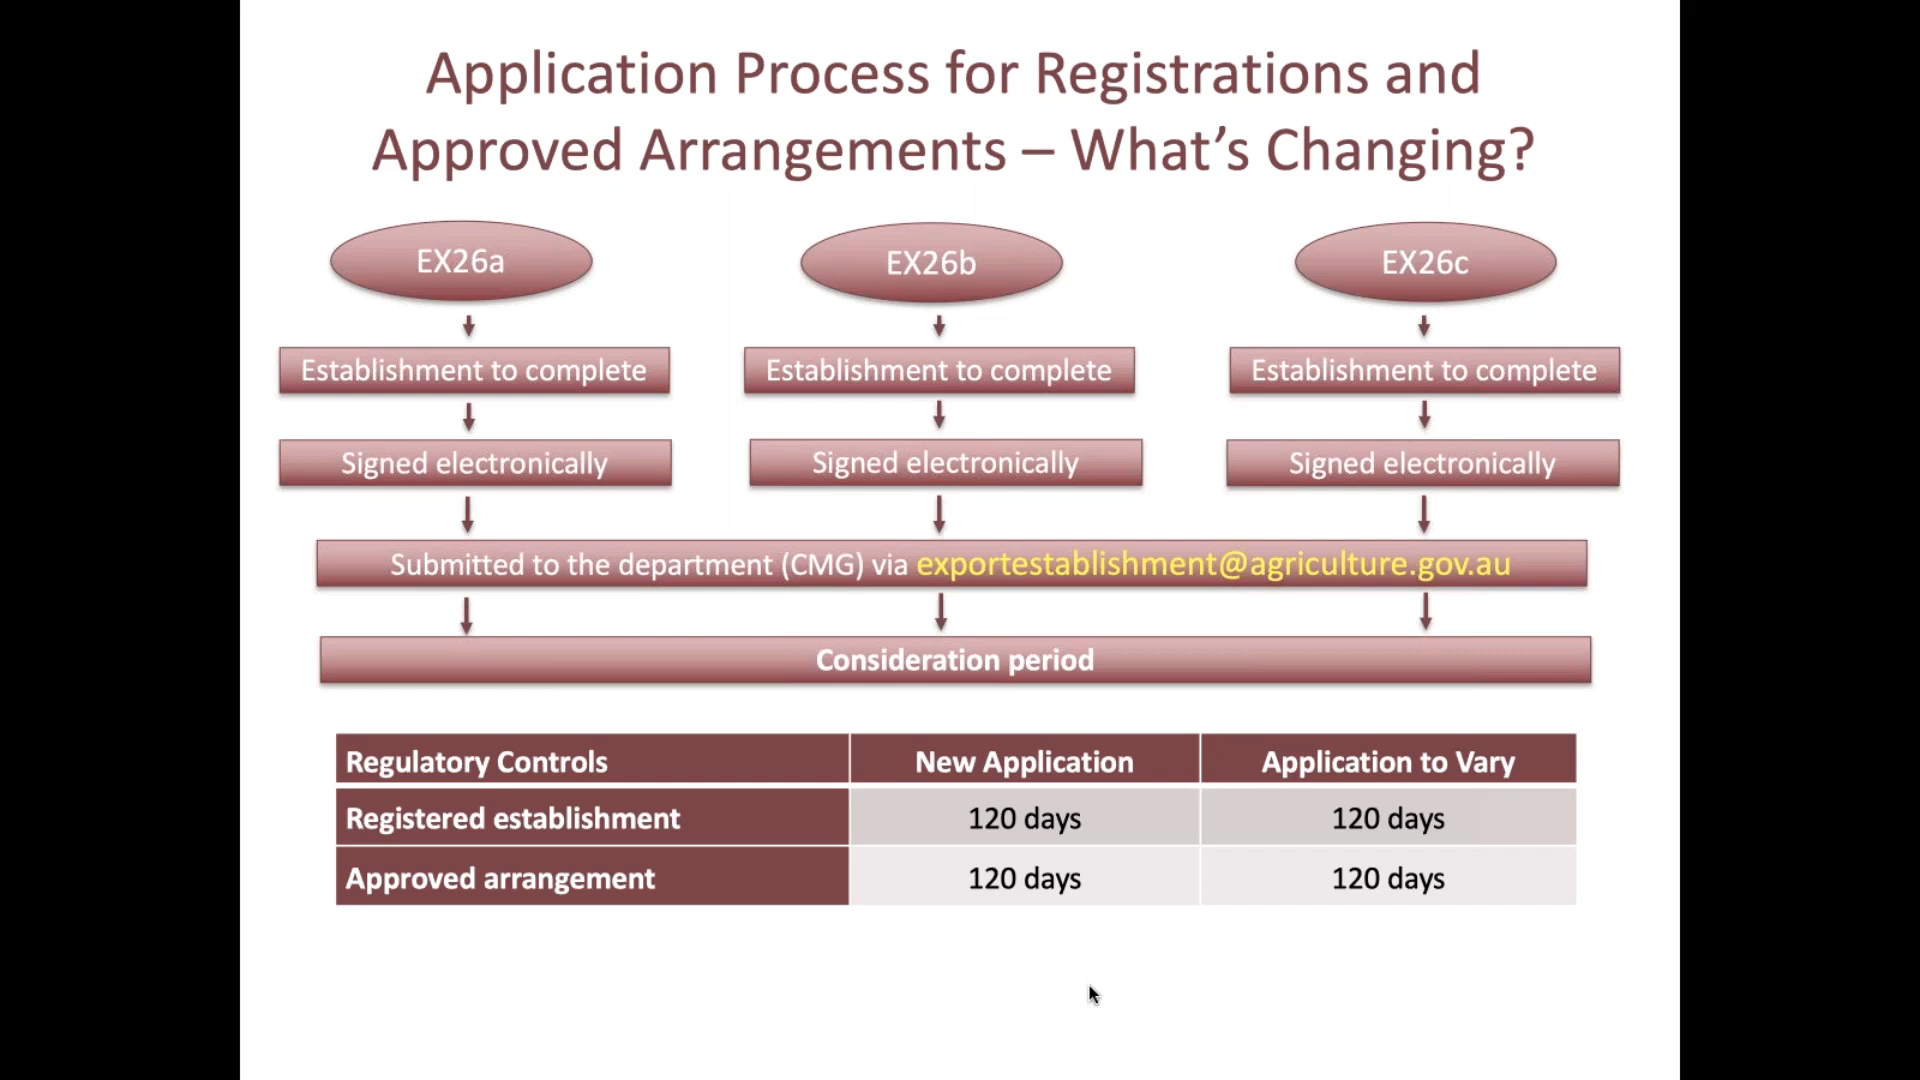 Application Process for Registrations and
Approved Arrangements – What's Changing?
EX26a
EX26b
EX26c
Establishment to complete
Establishment to complete
Establishment to complete
Signed electronically
Signed electronically
Signed electronically
Submitted to the department (CMG) via exportestablishment@agriculture.gov.au
Consideration period
Regulatory Controls
New Application
Application to Vary
Registered establishment
120 days
120 days
Approved arrangement
120 days
120 days